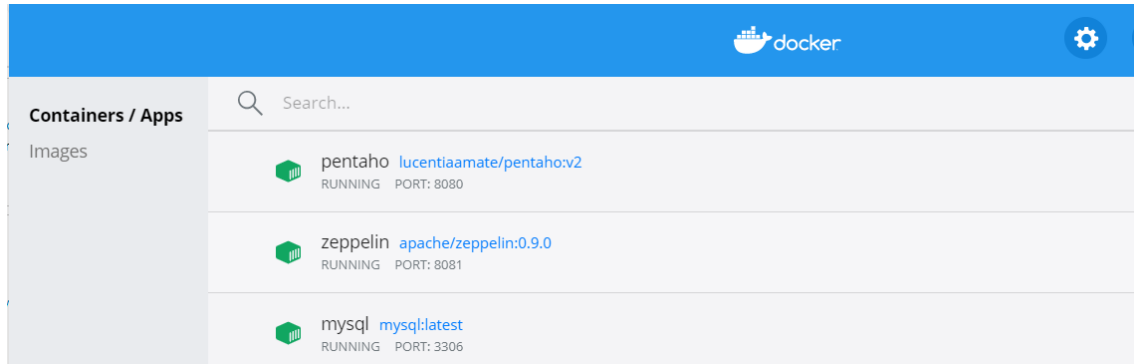 docker
Containers / Apps
Images
Search...
pentaho lucentiaamate/pentaho:v2
RUNNING PORT: 8080
zeppelin apache/zeppelin:0.9.0
RUNNING PORT: 8081
mysql mysql:latest
RUNNING PORT: 3306